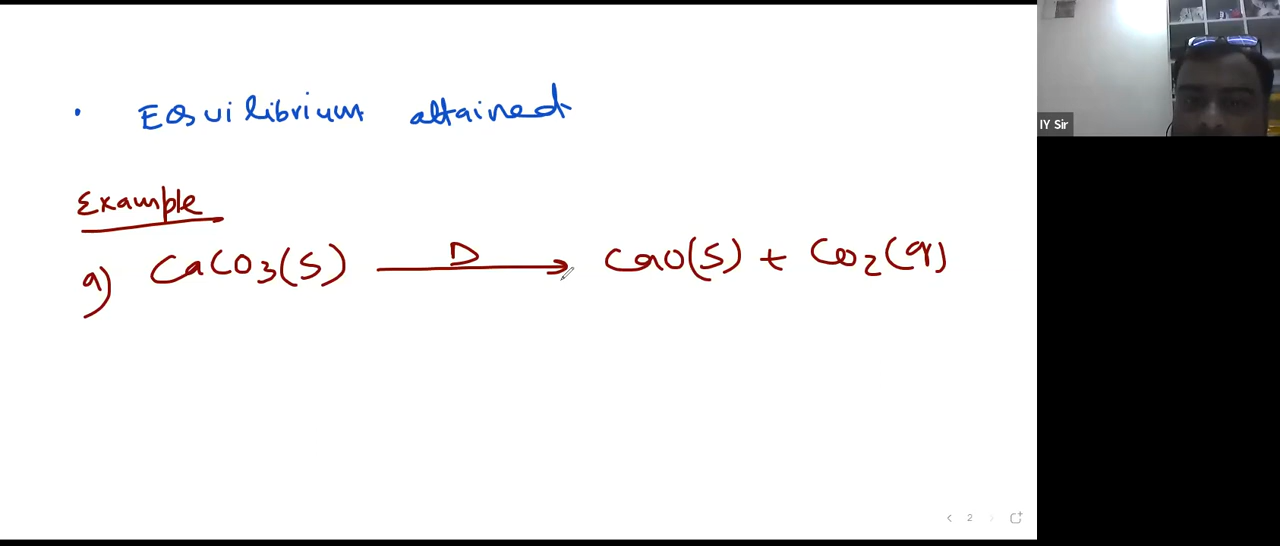 • Equilibrium attained
Example
a) CaCO3(S) —D→ CaO(S) + CO2(g)
IY Sir
2